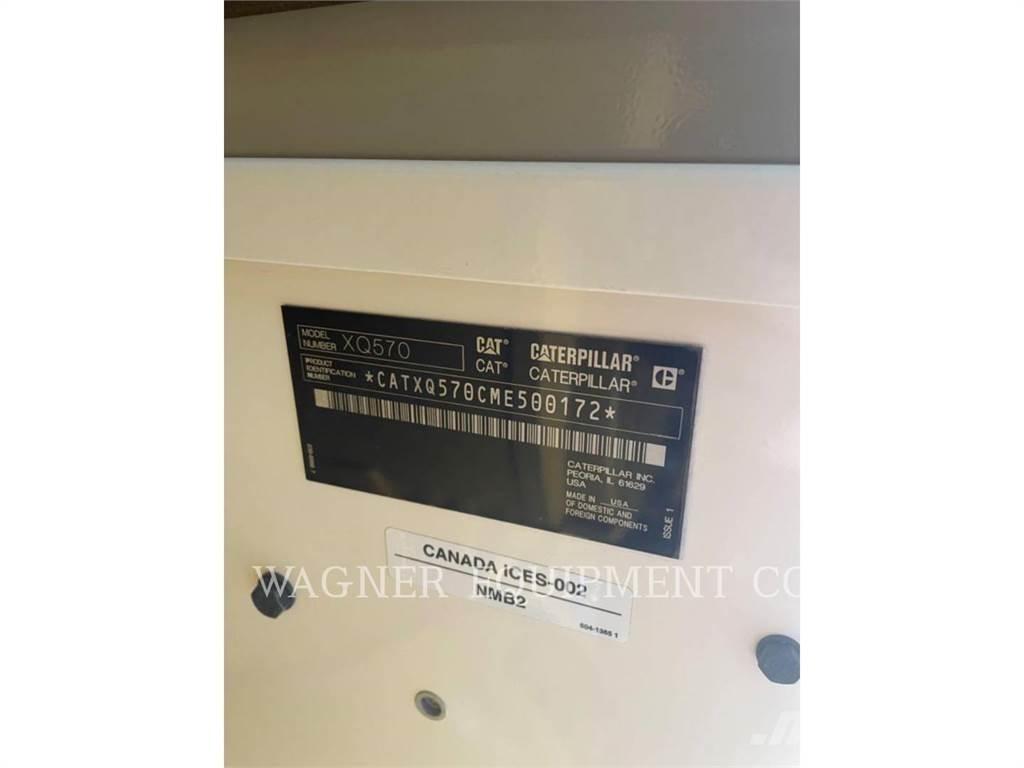 MODEL
NUMBER XQ570
CAT® CATERPILLAR®
CAT® CATERPILLAR®
PRODUCT
IDENTIFICATION
NUMBER
*CATXQ570CME500172*
CATERPILLAR INC.
PEORIA, IL 61629
USA
MADE IN USA
OF DOMESTIC AND
FOREIGN COMPONENTS
ISSUE 1
CANADA ICES-002
NMB2
WAGNER EQUIPMENT CO